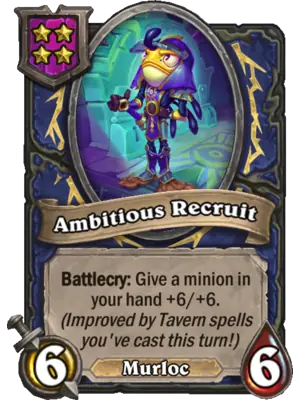 Ambitious Recruit
Battlecry: Give a minion in
your hand +6/+6.
(Improved by Tavern spells
you've cast this turn!)
6
Murloc
6